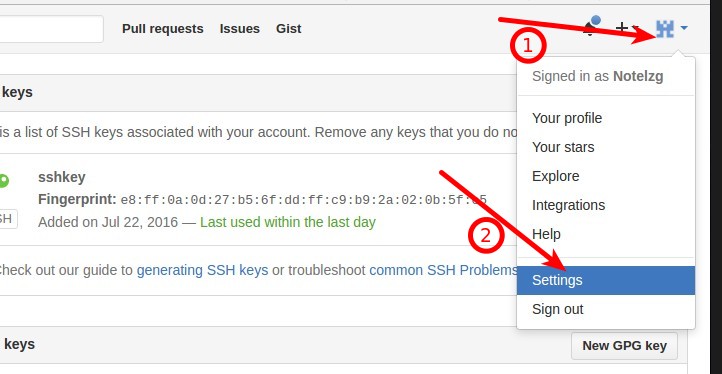 Pull requests Issues Gist
1
Signed in as Notelzg
keys
is a list of SSH keys associated with your account. Remove any keys that you do no
Your profile
Your stars
Explore
Integrations
Help
Settings
Sign out
sshkey
Fingerprint: e8:ff:0a:0d:27:b5:6f:dd:ff:c9:b9:2a:02:0b:5f:
SH
Added on Jul 22, 2016 — Last used within the last day
2
heck out our guide to generating SSH keys or troubleshoot common SSH Problems
keys
New GPG key